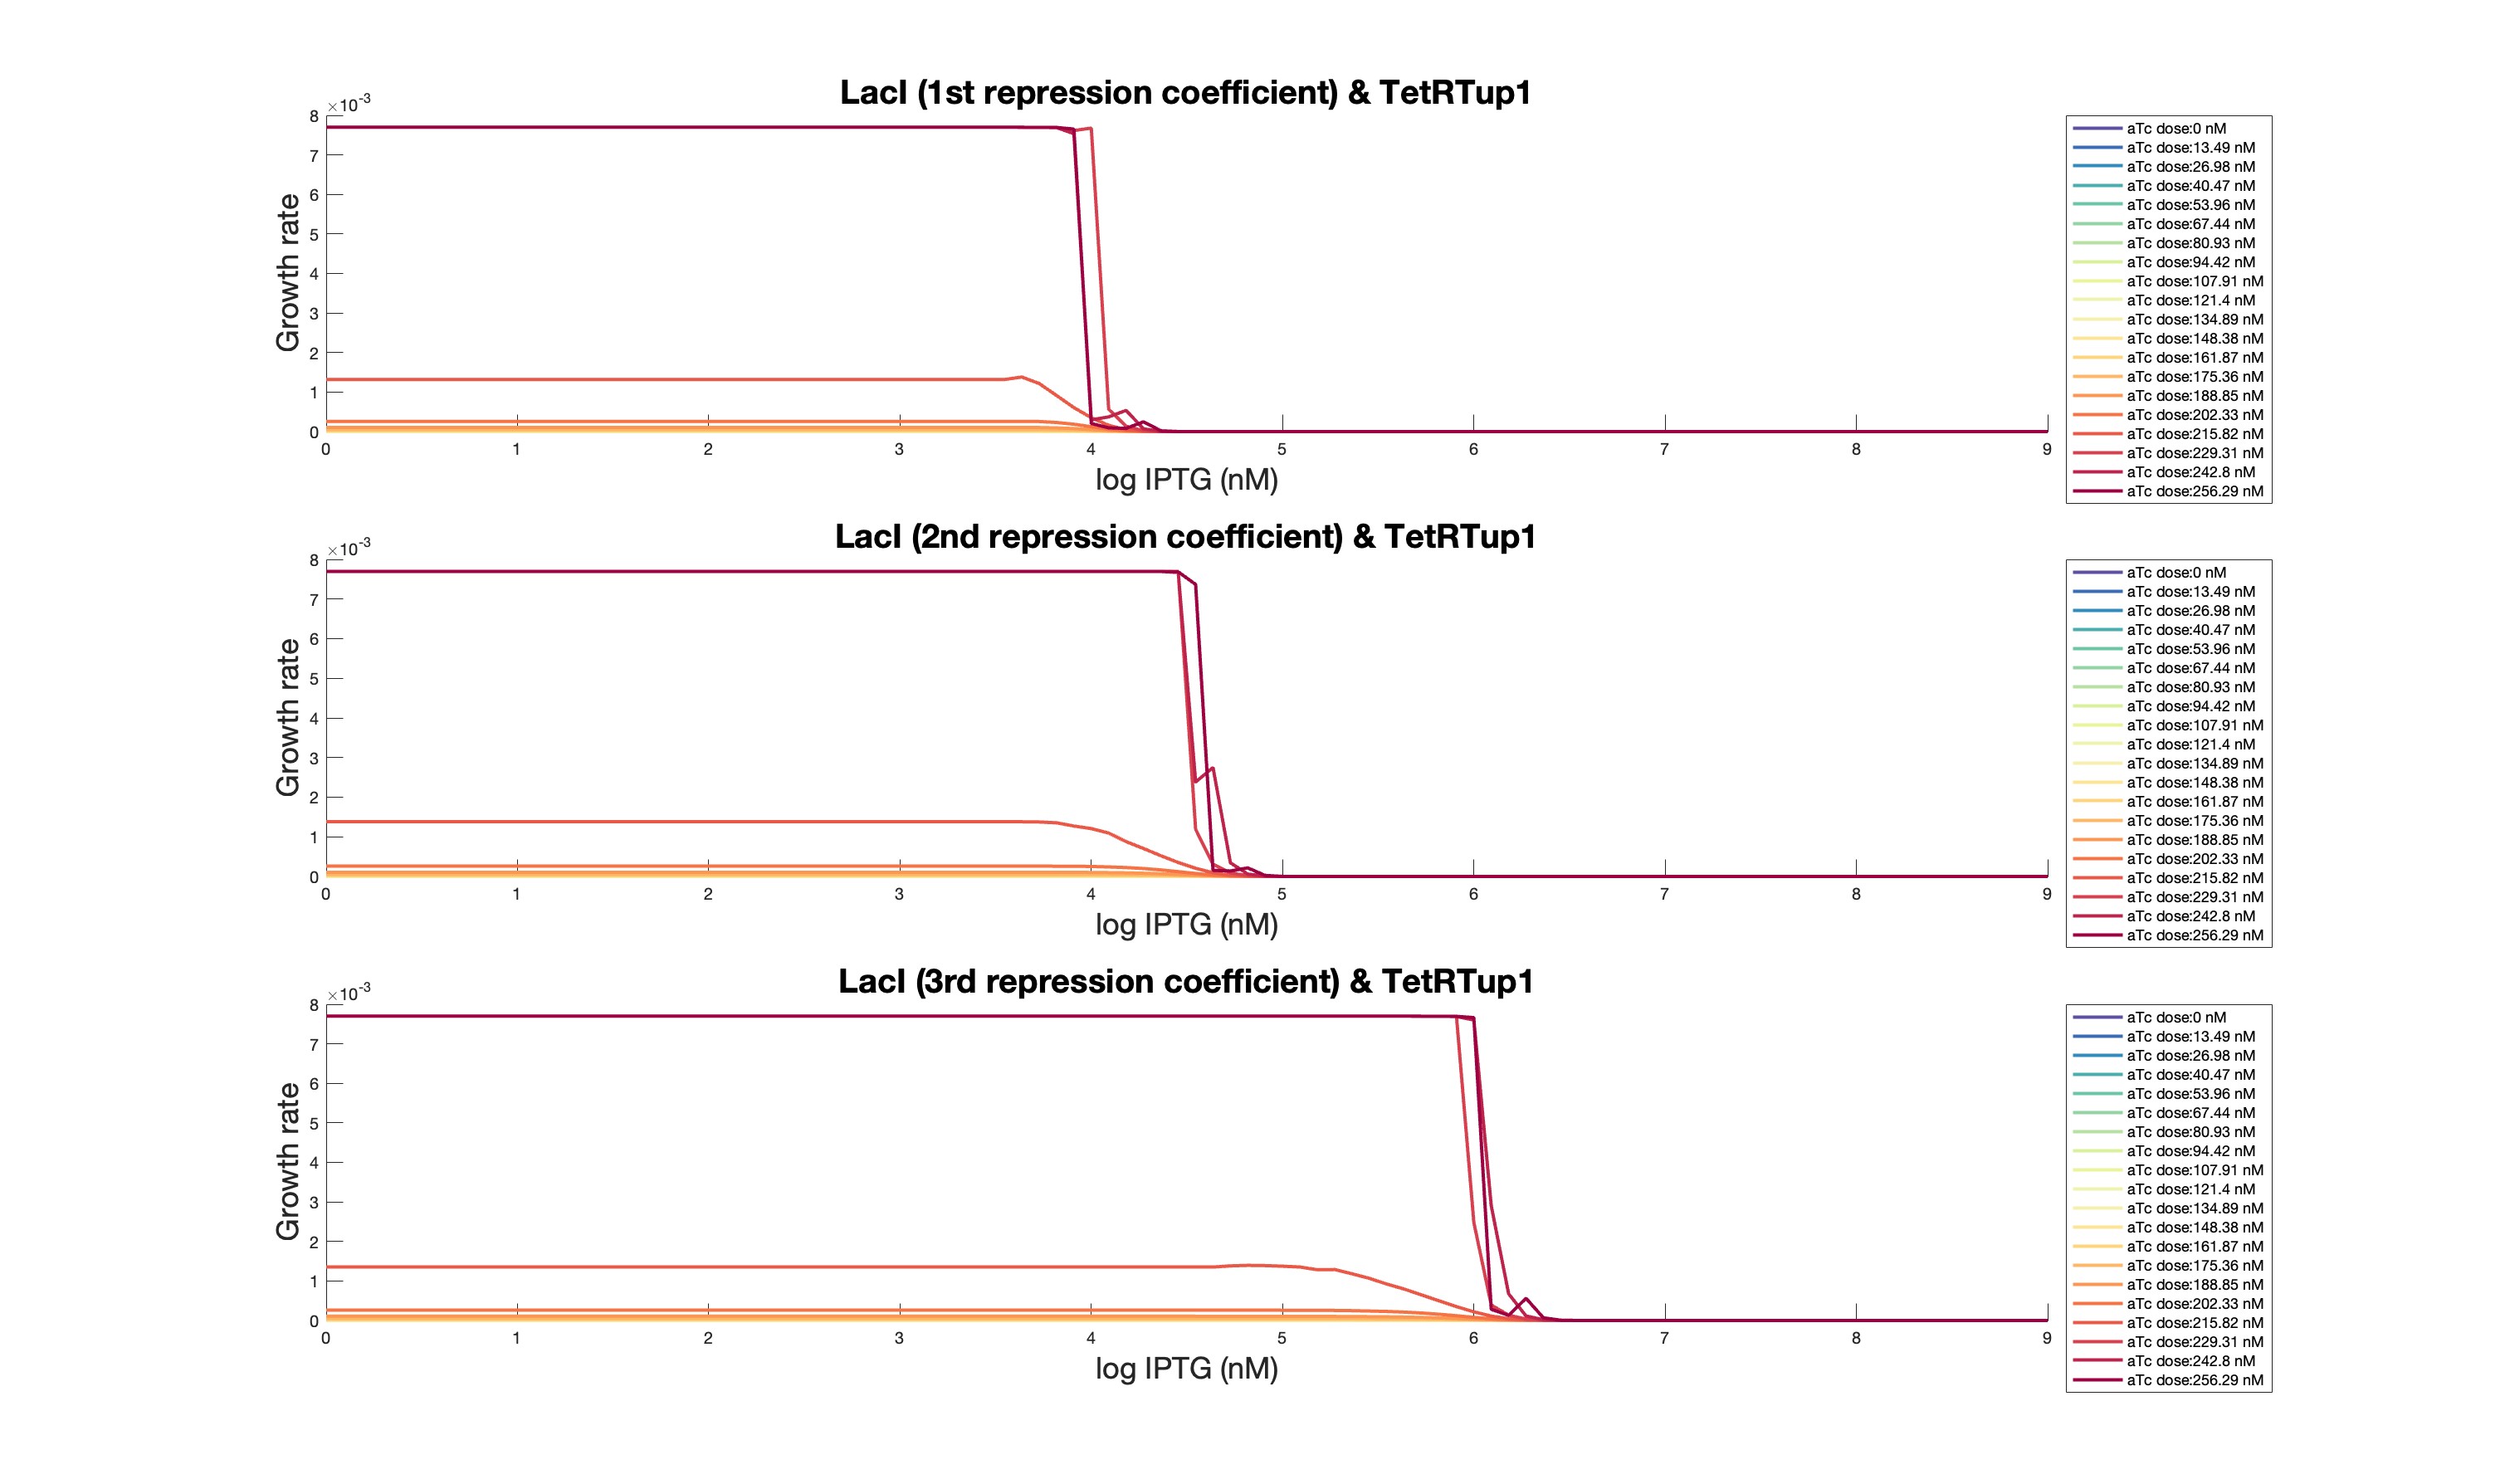 LacI (1st repression coefficient) & TetRTup1
×10-3
8
7
6
5
4
3
2
1
0
Growth rate
0 1 2 3 4 5 6 7 8 9
log IPTG (nM)
aTc dose:0 nM
aTc dose:13.49 nM
aTc dose:26.98 nM
aTc dose:40.47 nM
aTc dose:53.96 nM
aTc dose:67.44 nM
aTc dose:80.93 nM
aTc dose:94.42 nM
aTc dose:107.91 nM
aTc dose:121.4 nM
aTc dose:134.89 nM
aTc dose:148.38 nM
aTc dose:161.87 nM
aTc dose:175.36 nM
aTc dose:188.85 nM
aTc dose:202.33 nM
aTc dose:215.82 nM
aTc dose:229.31 nM
aTc dose:242.8 nM
aTc dose:256.29 nM
LacI (2nd repression coefficient) & TetRTup1
×10-3
8
7
6
5
4
3
2
1
0
Growth rate
0 1 2 3 4 5 6 7 8 9
log IPTG (nM)
aTc dose:0 nM
aTc dose:13.49 nM
aTc dose:26.98 nM
aTc dose:40.47 nM
aTc dose:53.96 nM
aTc dose:67.44 nM
aTc dose:80.93 nM
aTc dose:94.42 nM
aTc dose:107.91 nM
aTc dose:121.4 nM
aTc dose:134.89 nM
aTc dose:148.38 nM
aTc dose:161.87 nM
aTc dose:175.36 nM
aTc dose:188.85 nM
aTc dose:202.33 nM
aTc dose:215.82 nM
aTc dose:229.31 nM
aTc dose:242.8 nM
aTc dose:256.29 nM
LacI (3rd repression coefficient) & TetRTup1
×10-3
8
7
6
5
4
3
2
1
0
Growth rate
0 1 2 3 4 5 6 7 8 9
log IPTG (nM)
aTc dose:0 nM
aTc dose:13.49 nM
aTc dose:26.98 nM
aTc dose:40.47 nM
aTc dose:53.96 nM
aTc dose:67.44 nM
aTc dose:80.93 nM
aTc dose:94.42 nM
aTc dose:107.91 nM
aTc dose:121.4 nM
aTc dose:134.89 nM
aTc dose:148.38 nM
aTc dose:161.87 nM
aTc dose:175.36 nM
aTc dose:188.85 nM
aTc dose:202.33 nM
aTc dose:215.82 nM
aTc dose:229.31 nM
aTc dose:242.8 nM
aTc dose:256.29 nM